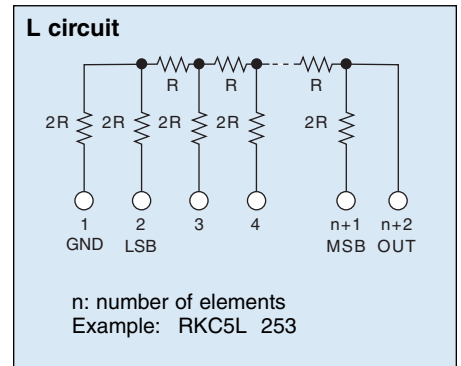 L circuit
R R R
2R 2R 2R 2R 2R
1 2 3 4 n+1 n+2
GND LSB MSB OUT
n: number of elements
Example: RKC5L 253